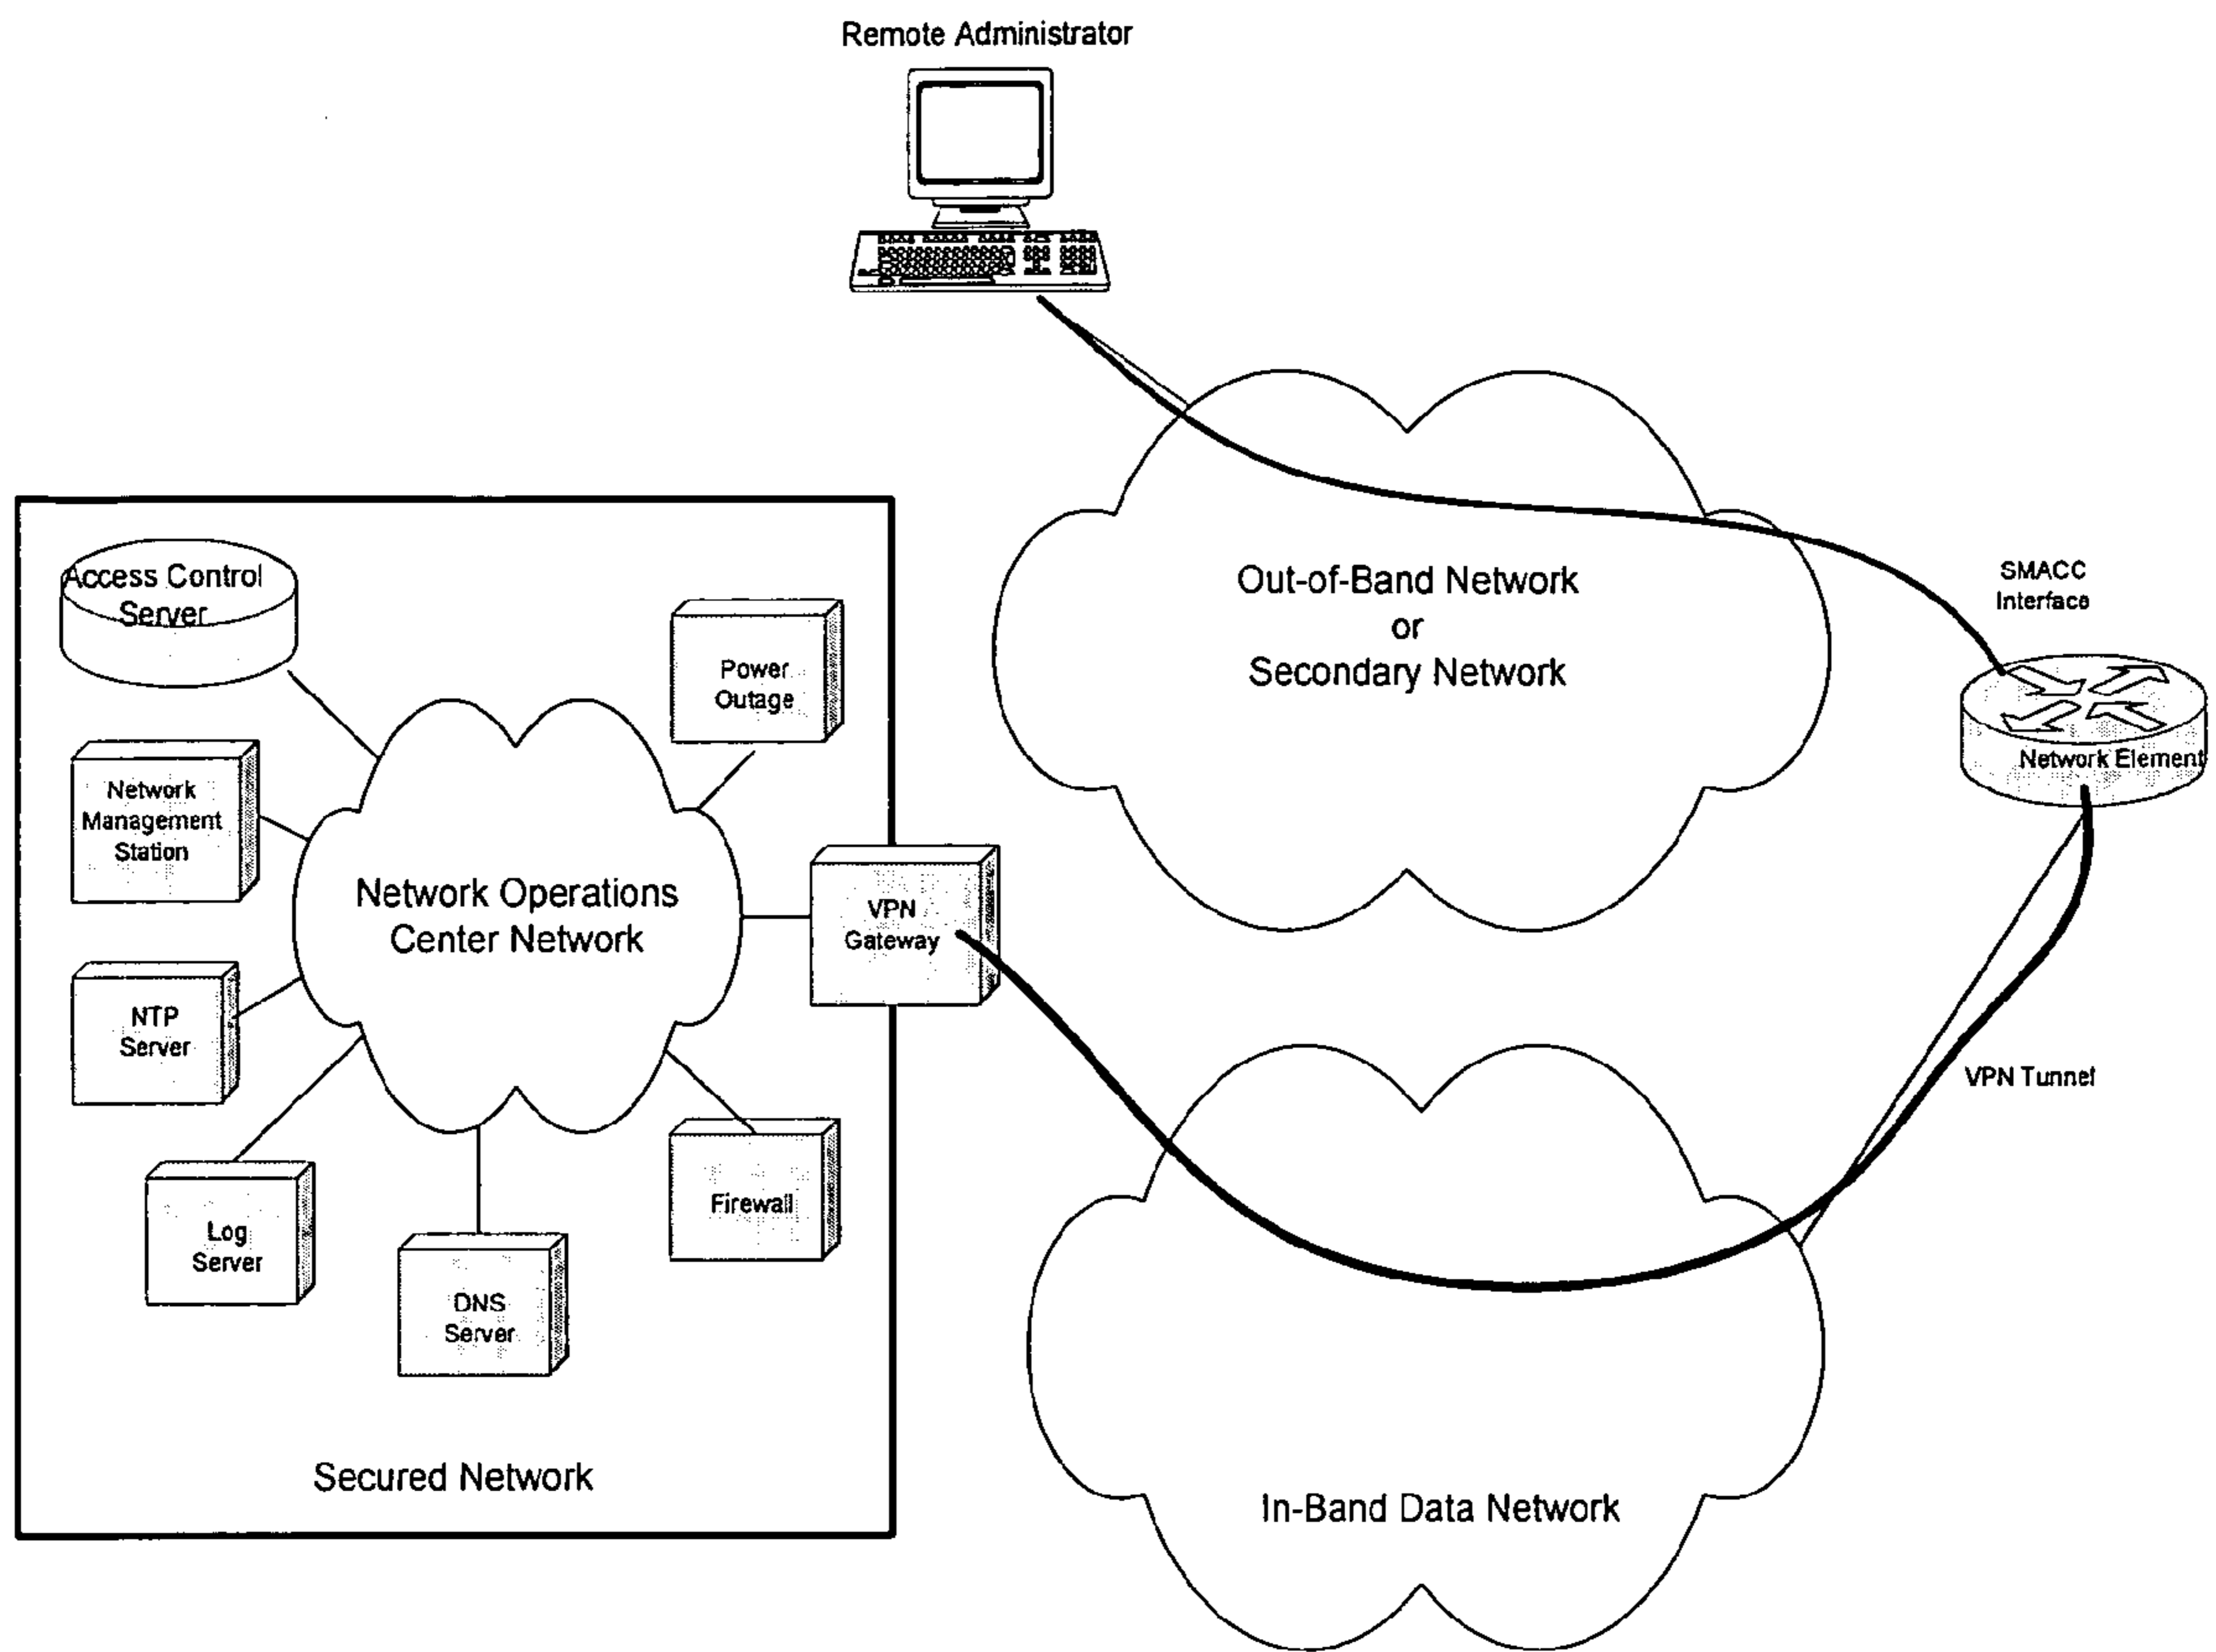 Remote Administrator
Out-of-Band Network
or
Secondary Network
SMACC
Interface
Network Element
Access Control
Server
Power
Outage
Network
Management
Station
Network Operations
Center Network
VPN
Gateway
NTP
Server
VPN Tunnel
Firewall
Log
Server
DNS
Server
Secured Network
In-Band Data Network